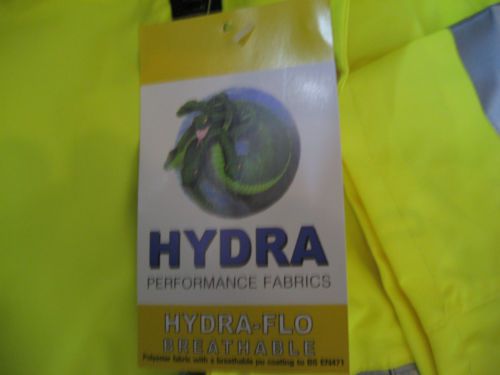 HYDRA
PERFORMANCE FABRICS
HYDRA-FLO
BREATHABLE
Polyester fabric with a breathable pu coating to BS EN471